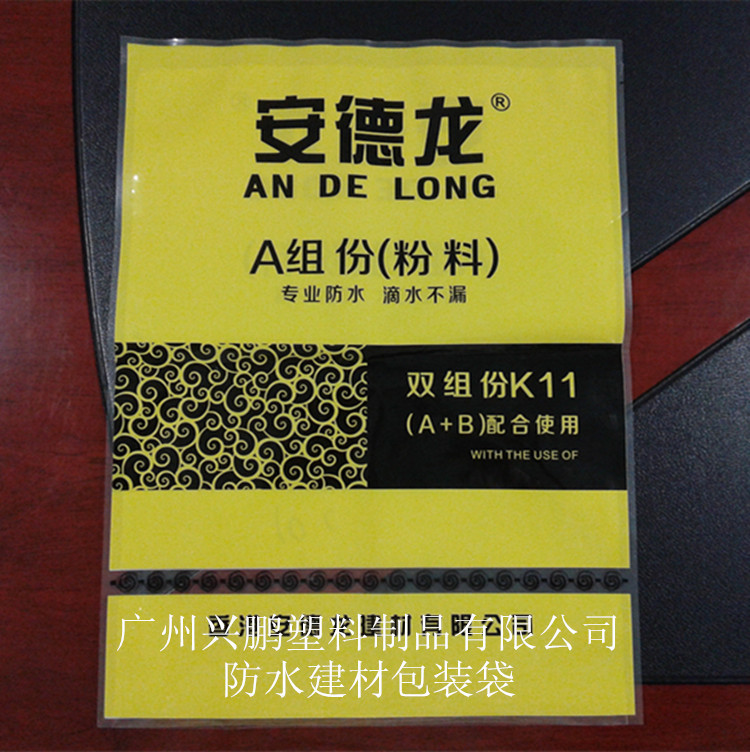 安德龙®
AN DE LONG
A组份(粉料)
专业防水 滴水不漏
双组份K11
(A+B)配合使用
WITH THE USE OF
广州兴鹏塑料制品有限公司
防水建材包装袋